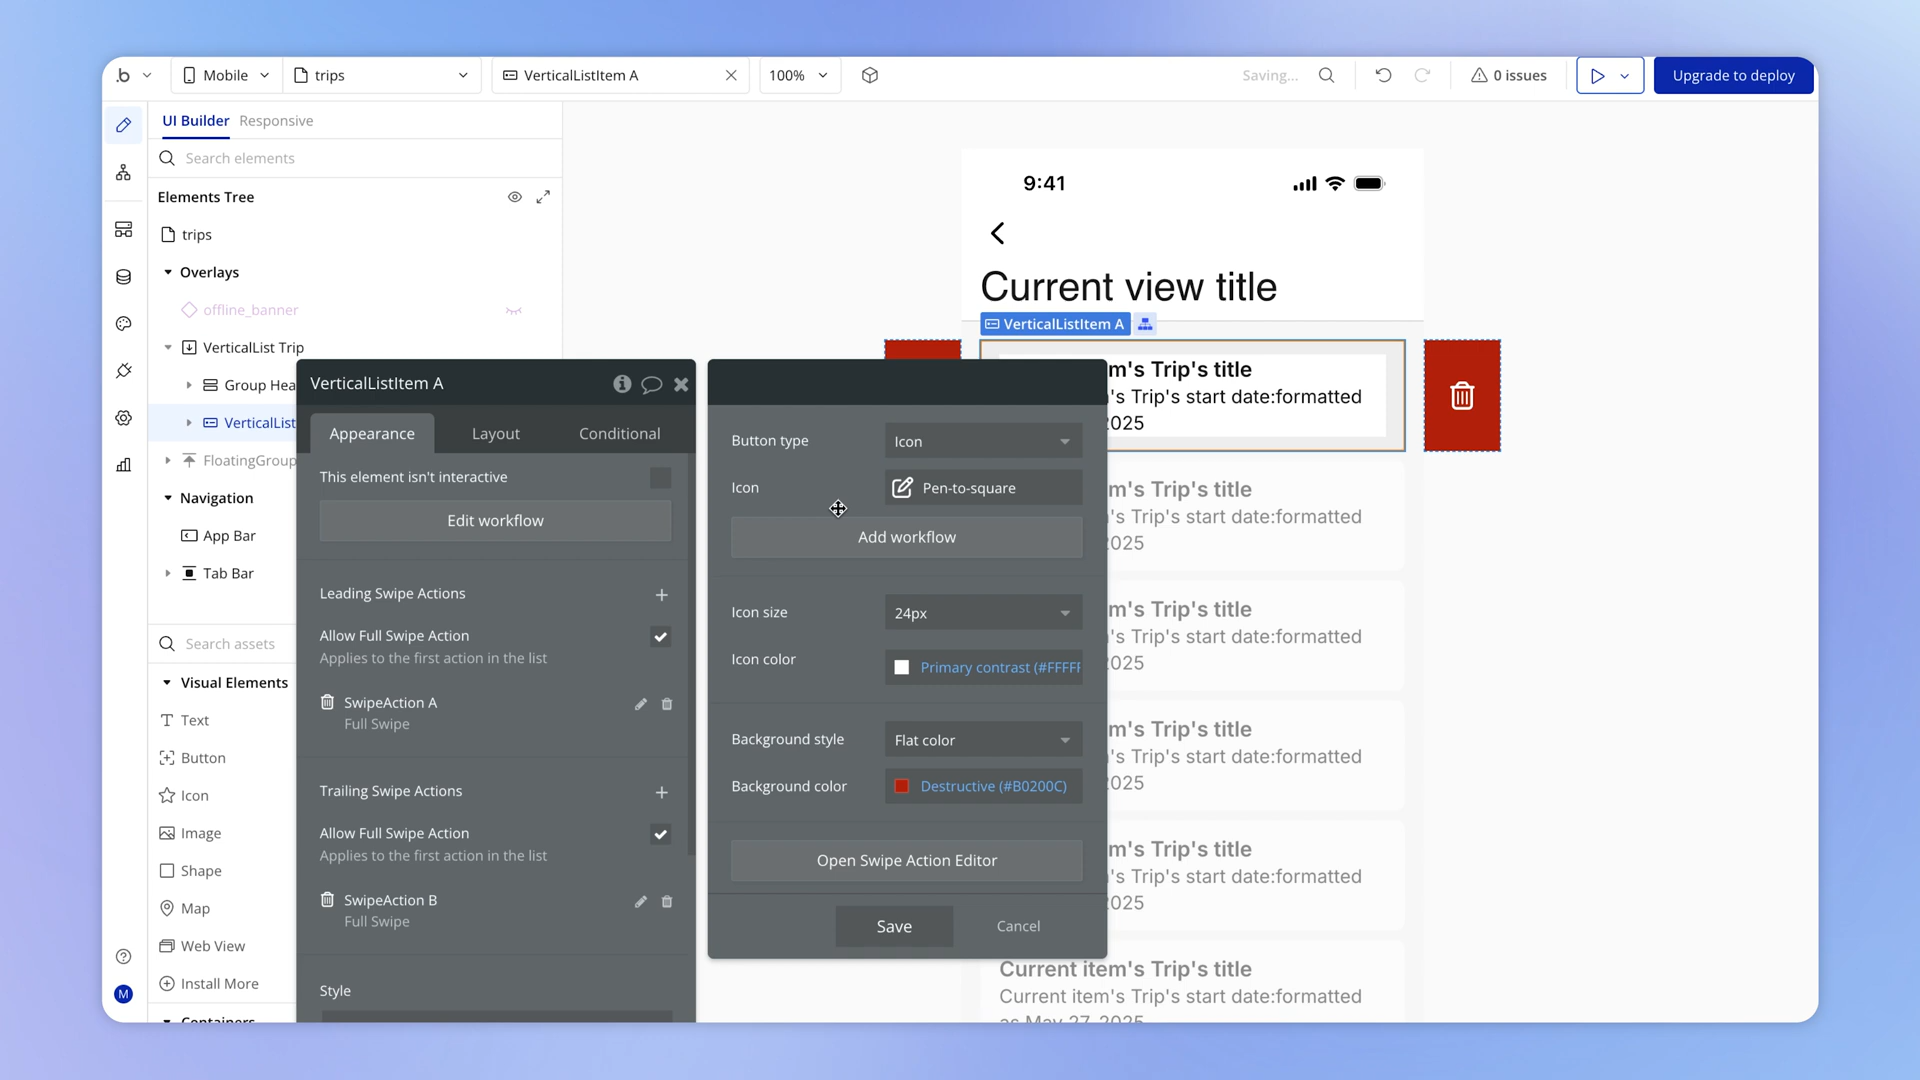 .b
Mobile
trips
VerticalListItem A
100%
Saving...
0 issues
Upgrade to deploy
UI Builder
Responsive
Search elements
Elements Tree
trips
Overlays
offline_banner
VerticalList Trip
Group Hea
VerticalList
FloatingGroup
Navigation
App Bar
Tab Bar
Search assets
Visual Elements
Text
Button
Icon
Image
Shape
Map
Web View
Install More
Containers
M
VerticalListItem A
Appearance
Layout
Conditional
This element isn't interactive
Edit workflow
Leading Swipe Actions
Allow Full Swipe Action
Applies to the first action in the list
SwipeAction A
Full Swipe
Trailing Swipe Actions
Allow Full Swipe Action
Applies to the first action in the list
SwipeAction B
Full Swipe
Style
Button type
Icon
Icon
Pen-to-square
Add workflow
Icon size
24px
Icon color
Primary contrast (#FFFFF
Background style
Flat color
Background color
Destructive (#B0200C)
Open Swipe Action Editor
Save
Cancel
9:41
Current view title
VerticalListItem A
m's Trip's title
's Trip's start date:formatted
025
m's Trip's title
's Trip's start date:formatted
025
m's Trip's title
's Trip's start date:formatted
025
m's Trip's title
's Trip's start date:formatted
025
m's Trip's title
's Trip's start date:formatted
025
Current item's Trip's title
Current item's Trip's start date:formatted
as May 27, 2025